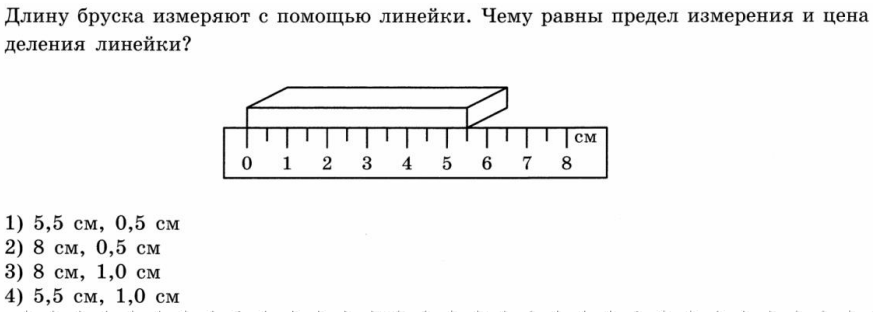 Длину бруска измеряют с помощью линейки. Чему равны предел измерения и цена
деления линейки?
см
0 1 2 3 4 5 6 7 8
1) 5,5 см, 0,5 см
2) 8 см, 0,5 см
3) 8 см, 1,0 см
4) 5,5 см, 1,0 см